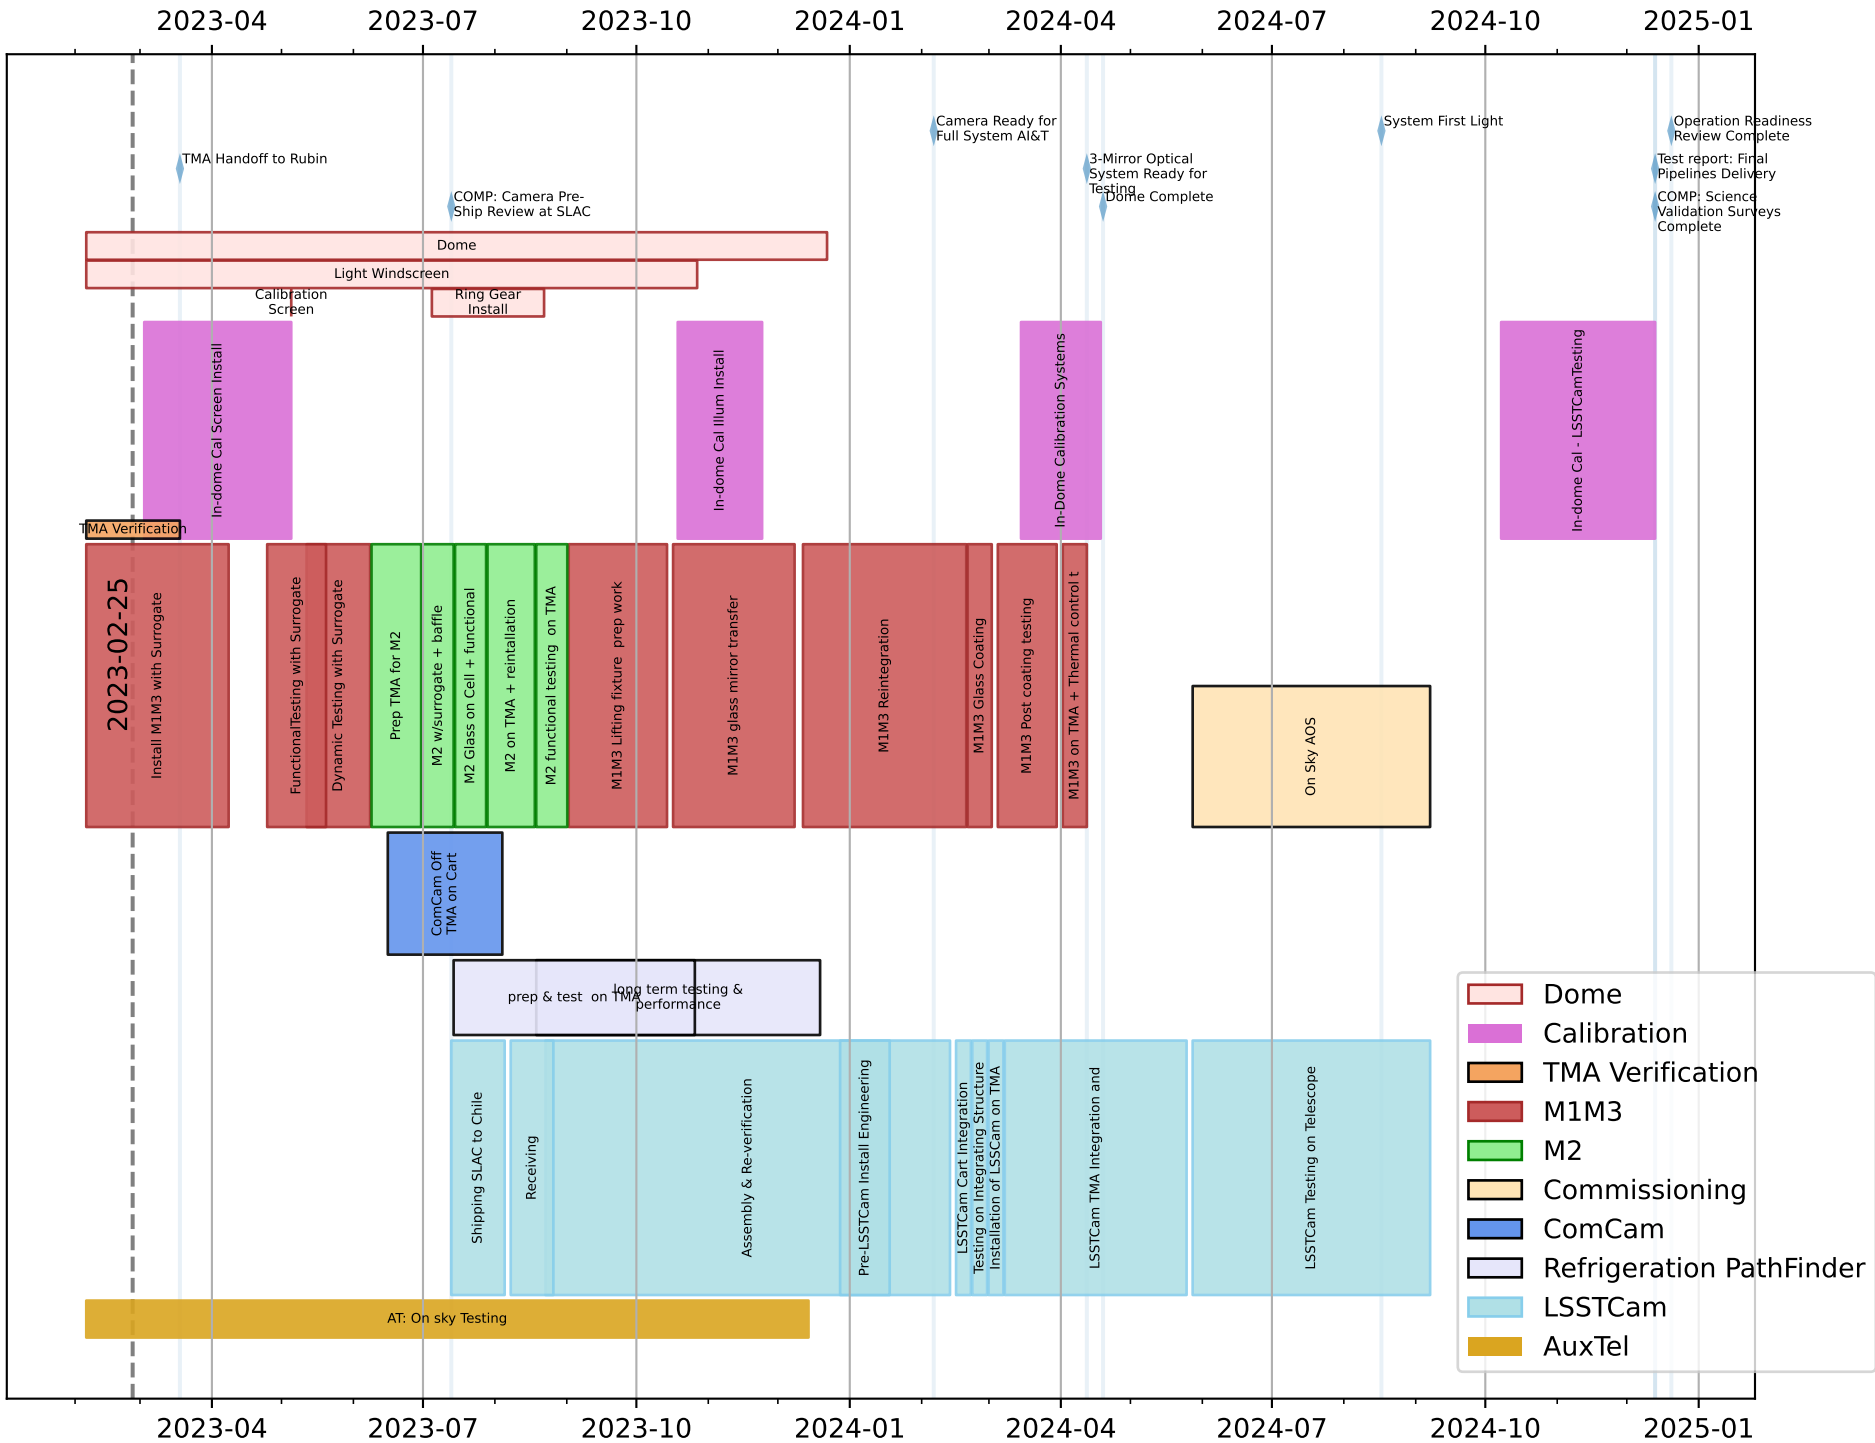 2023-04
2023-07
2023-10
2024-01
2024-04
2024-07
2024-10
2025-01
Camera Ready for
Full System AI&T
System First Light
Operation Readiness
Review Complete
TMA Handoff to Rubin
3-Mirror Optical
System Ready for
Testing
Test report: Final
Pipelines Delivery
COMP: Camera Pre-
Ship Review at SLAC
Dome Complete
COMP: Science
Validation Surveys
Complete
Dome
Light Windscreen
Calibration
Screen
Ring Gear
Install
In-dome Cal Screen Install
In-dome Cal Illum Install
In-Dome Calibration Systems
In-dome Cal - LSSTCamTesting
TMA Verification
2023-02-25
Install M1M3 with Surrogate
FunctionalTesting with Surrogate
Dynamic Testing with Surrogate
Prep TMA for M2
M2 w/surrogate + baffle
M2 Glass on Cell + functional
M2 on TMA + reintallation
M2 functional testing  on TMA
M1M3 Lifting fixture  prep work
M1M3 glass mirror transfer
M1M3 Reintegration
M1M3 Glass Coating
M1M3 Post coating testing
M1M3 on TMA + Thermal control t
On Sky AOS
ComCam Off
TMA on Cart
prep & test  on TMA
long term testing &
performance
Shipping SLAC to Chile
Receiving
Assembly & Re-verification
Pre-LSSTCam Install Engineering
LSSTCam Cart Integration
Testing on Integrating Structure
Installation of LSSCam on TMA
LSSTCam TMA Integration and
LSSTCam Testing on Telescope
AT: On sky Testing
Dome
Calibration
TMA Verification
M1M3
M2
Commissioning
ComCam
Refrigeration PathFinder
LSSTCam
AuxTel
2023-04
2023-07
2023-10
2024-01
2024-04
2024-07
2024-10
2025-01